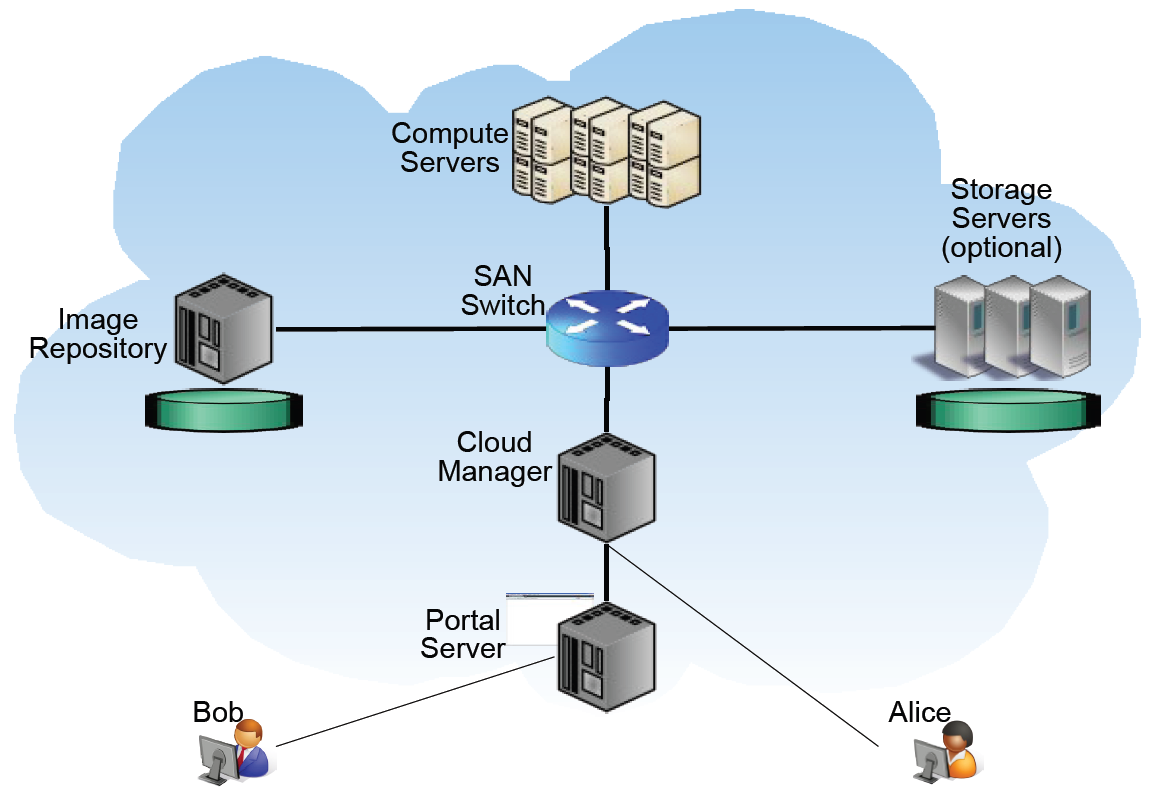 Compute
Servers
Storage
Servers
(optional)
SAN
Switch
Image
Repository
Cloud
Manager
Portal
Server
Bob
Alice